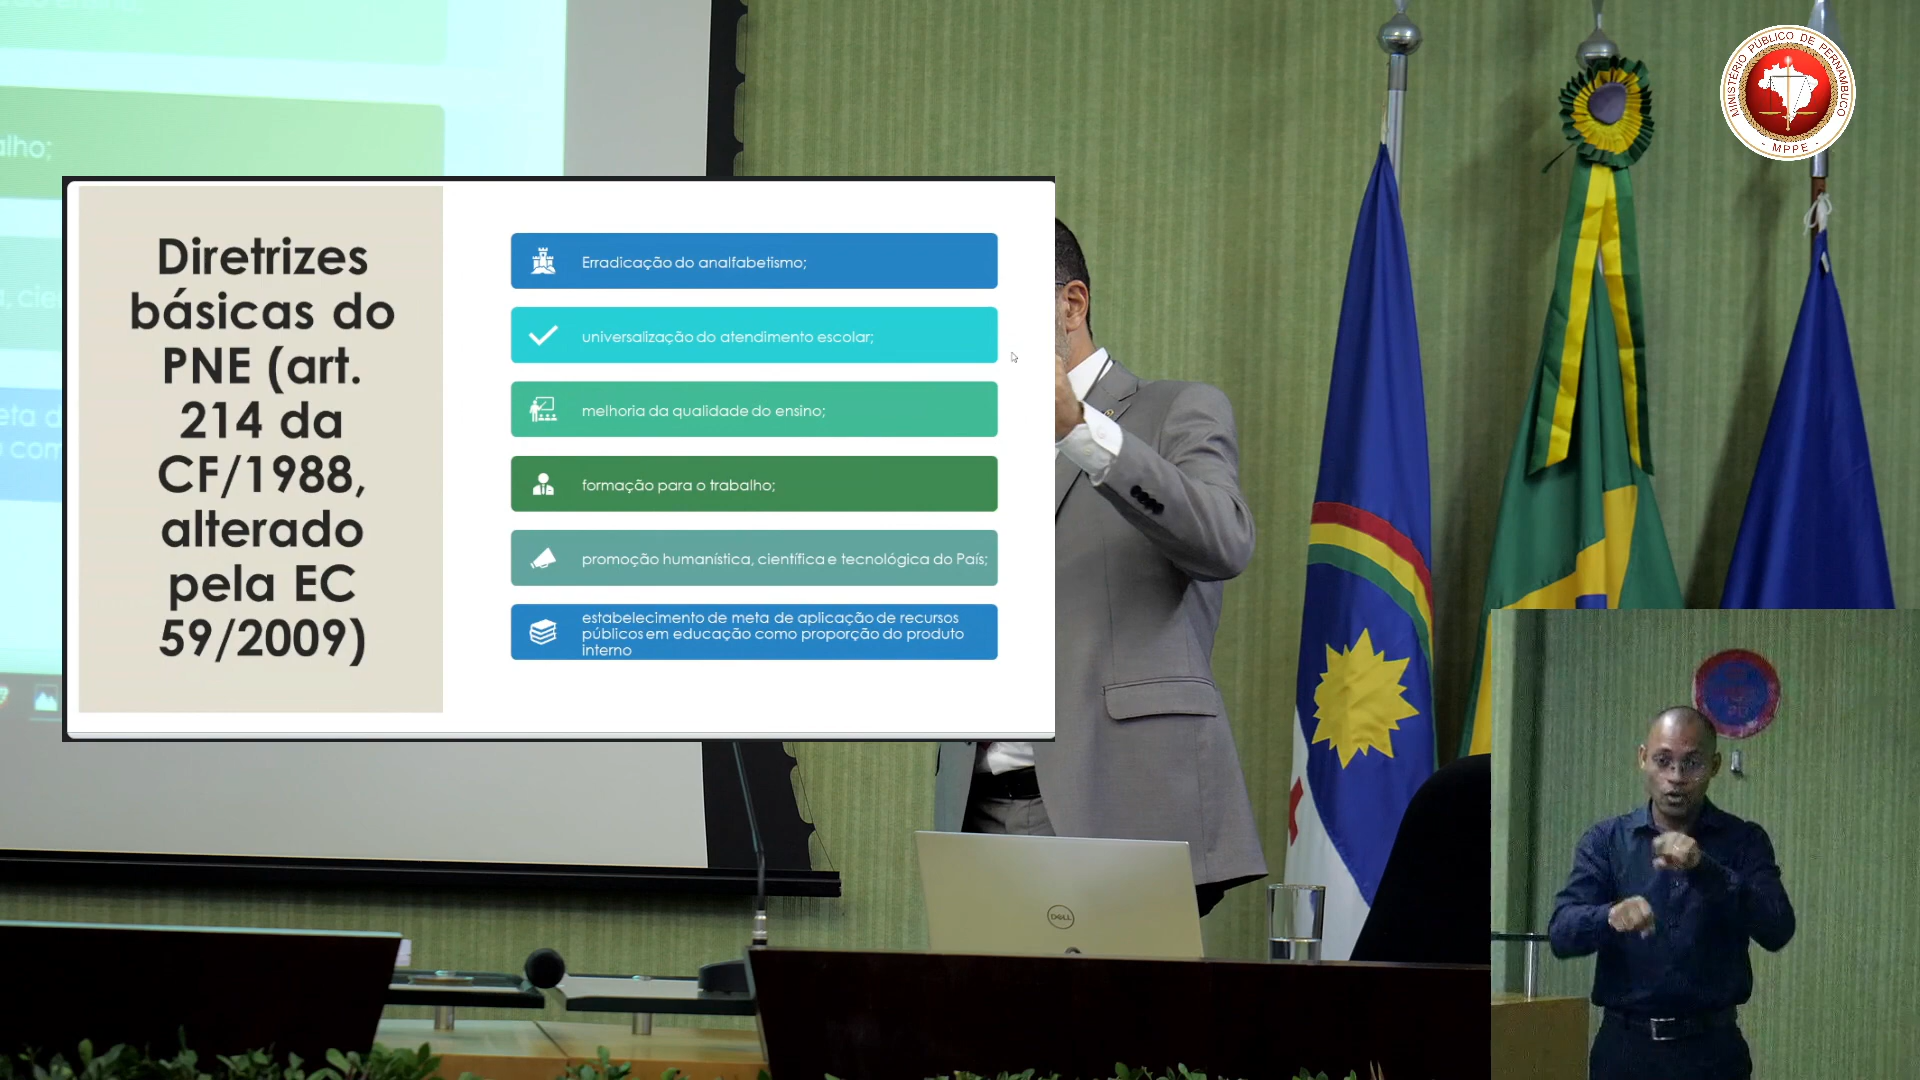 alho;
MINISTÉRIO PÚBLICO DE PERNAMBUCO
- MPPE -
Diretrizes
básicas do
PNE (art.
214 da
CF/1988,
alterado
pela EC
59/2009)
Erradicação do analfabetismo;
universalização do atendimento escolar;
melhoria da qualidade do ensino;
formação para o trabalho;
promoção humanística, científica e tecnológica do País;
estabelecimento de meta de aplicação de recursos
públicos em educação como proporção do produto
interno
DELL